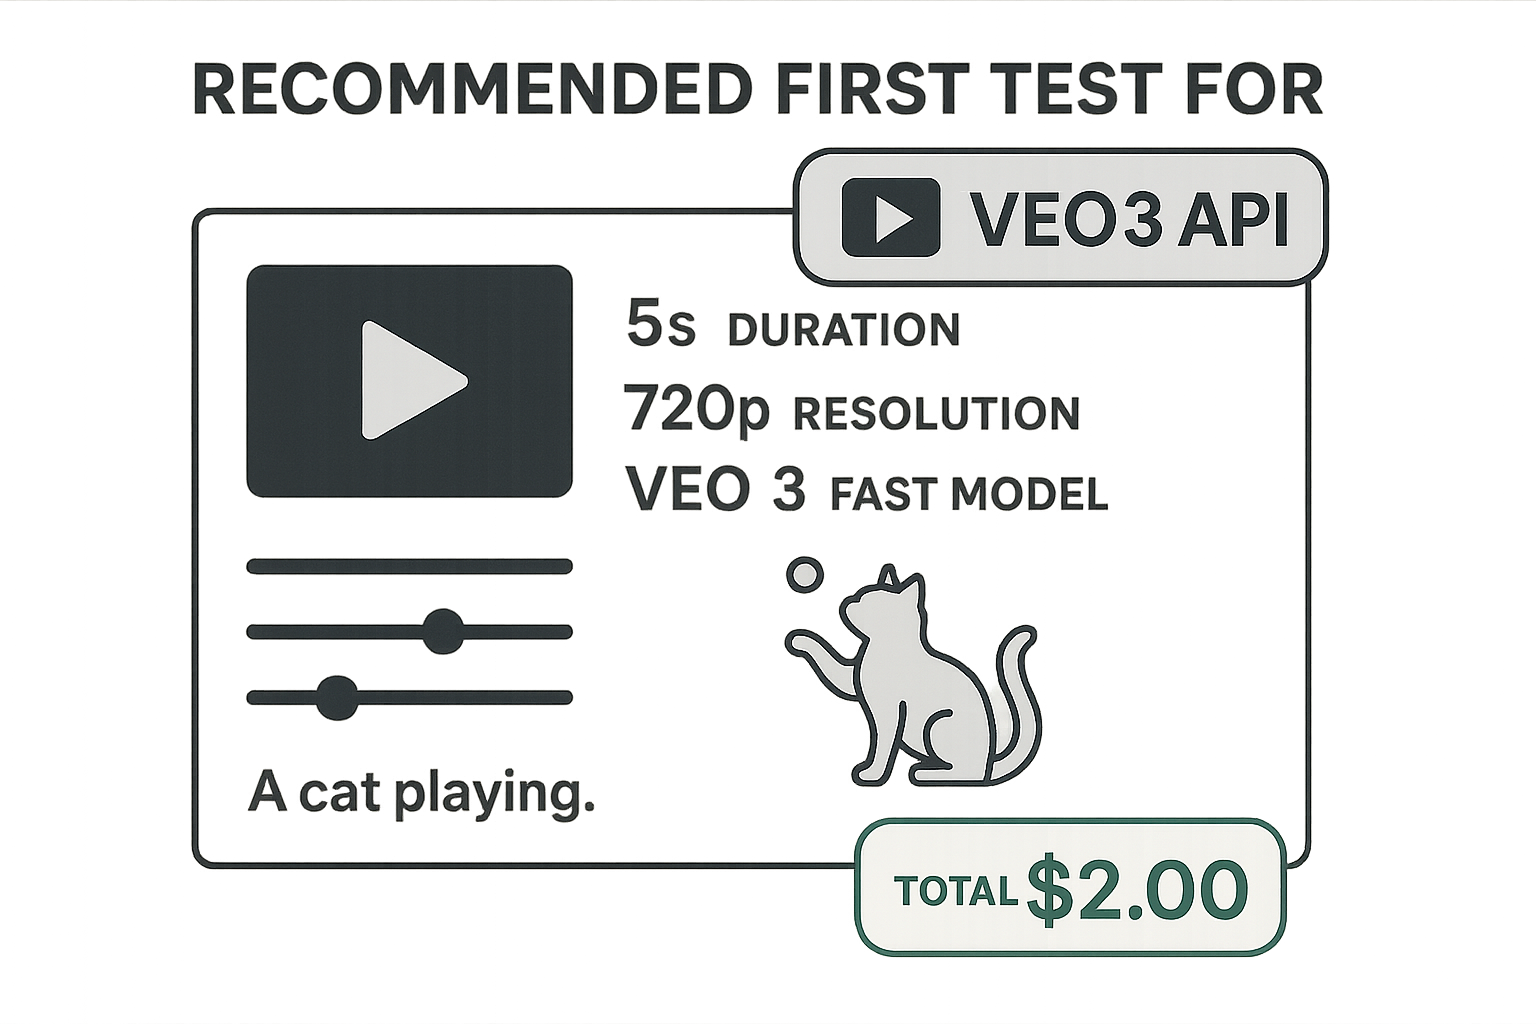 RECOMMENDED FIRST TEST FOR
VEO3 API
5s DURATION
720p RESOLUTION
VEO 3 FAST MODEL
A cat playing.
TOTAL $2.00